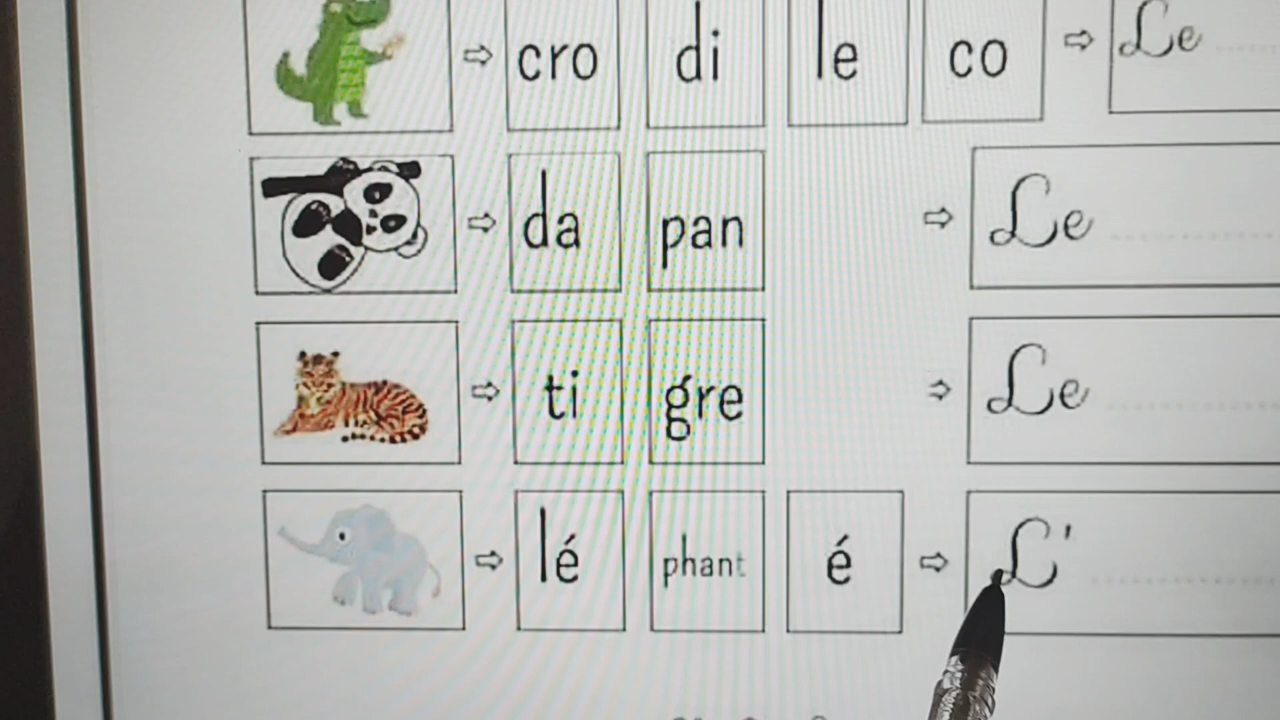 ⇨ cro di le co ⇨ Le
⇨ da pan ⇨ Le
⇨ ti gre ⇨ Le
⇨ lé phant é ⇨ L'